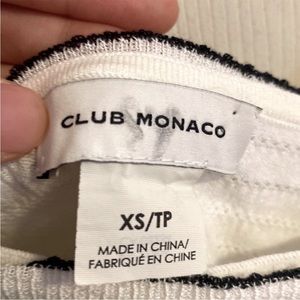 CLUB MONACO
XS/TP
MADE IN CHINA/
FABRIQUÉ EN CHINE